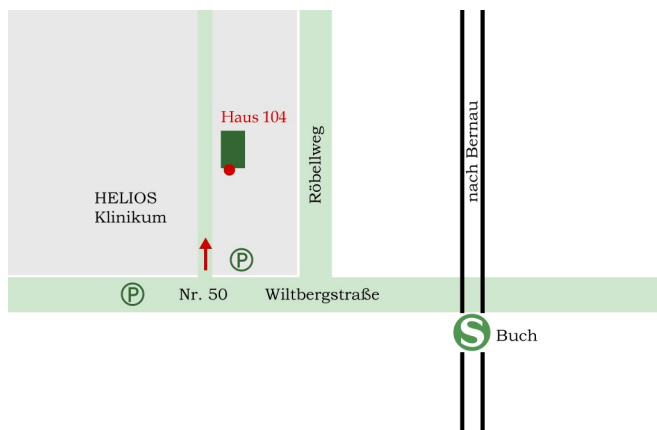 Haus 104
Röbellweg
nach Bernau
HELIOS
Klinikum
P
P
Nr. 50
Wiltbergstraße
S
Buch